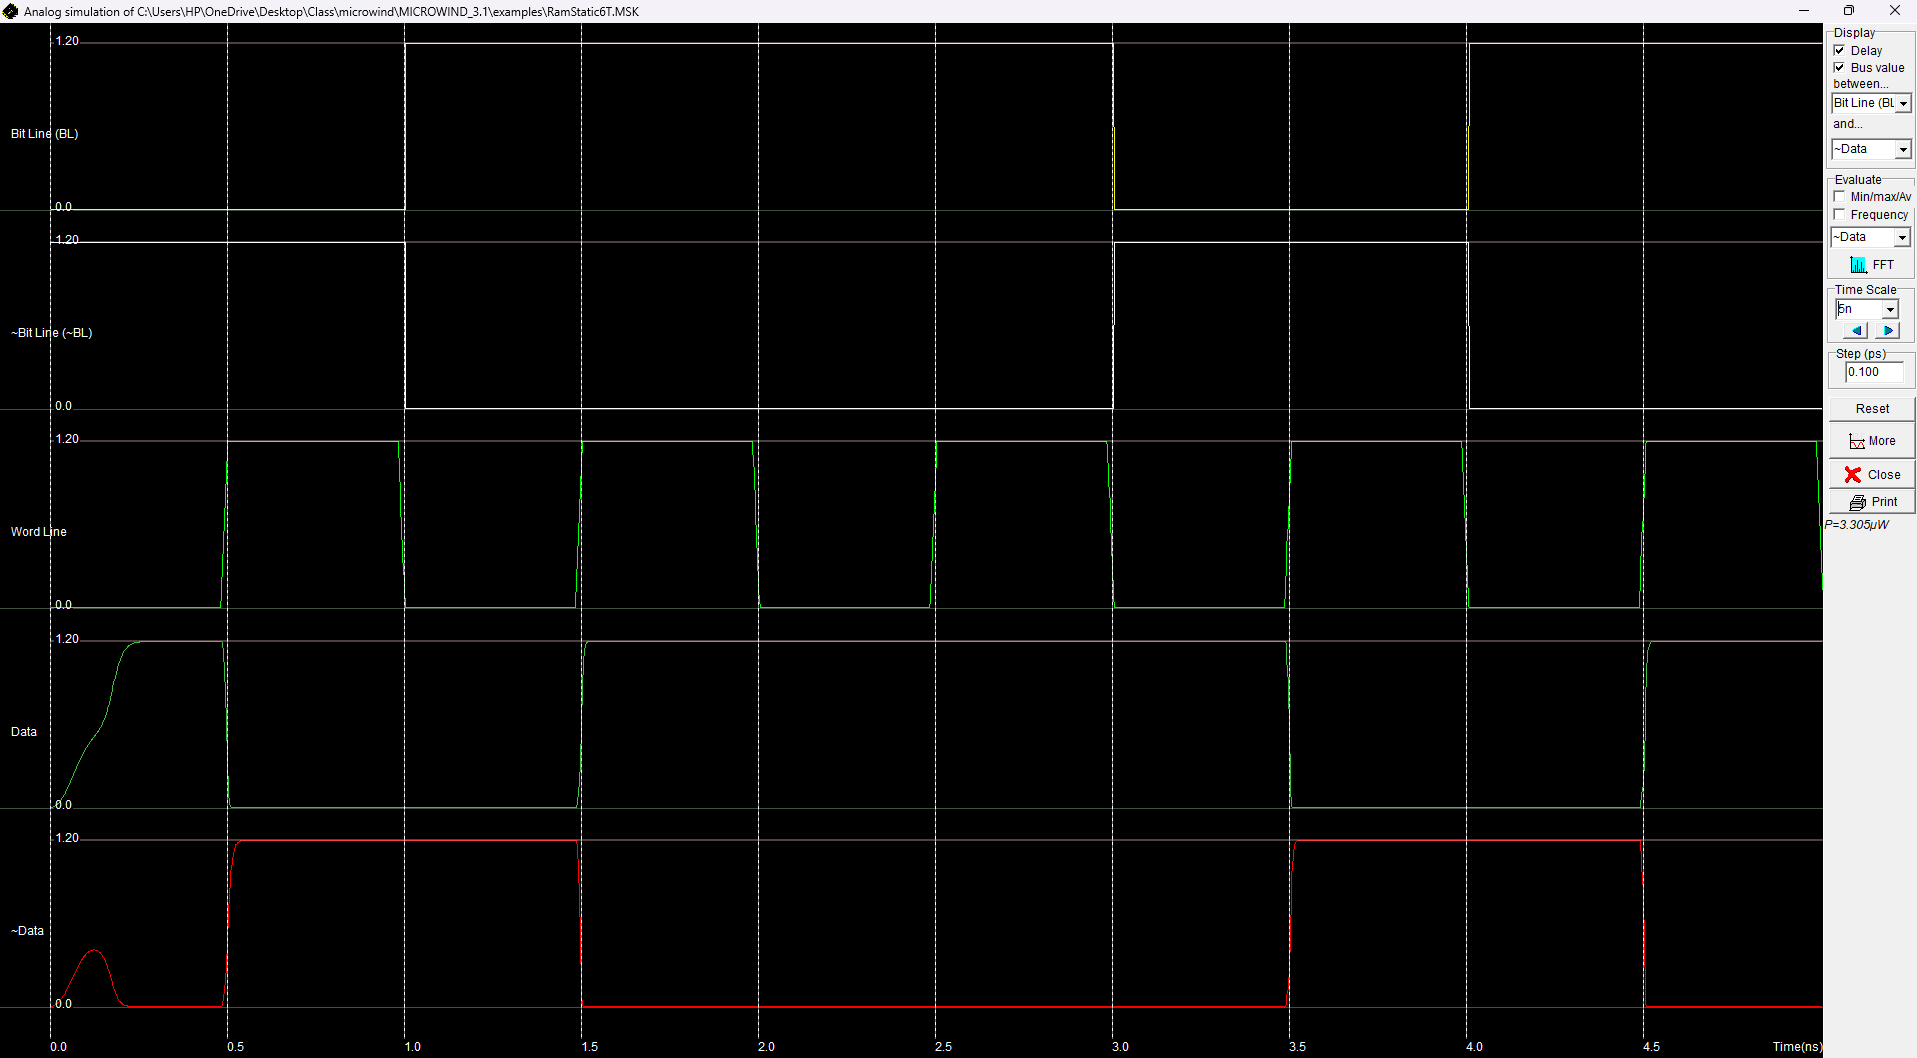 Analog simulation of C:\Users\HP\OneDrive\Desktop\Class\microwind\MICROWIND_3.1\examples\RamStatic6T.MSK
1.20
Bit Line (BL)
0.0
1.20
~Bit Line (~BL)
0.0
1.20
Word Line
0.0
1.20
Data
0.0
1.20
~Data
0.0
0.0 0.5 1.0 1.5 2.0 2.5 3.0 3.5 4.0 4.5 Time(ns)
Display
Delay
Bus value
between...
Bit Line (BL
and...
~Data
Evaluate
Min/max/Av
Frequency
~Data
FFT
Time Scale
5n
Step (ps)
0.100
Reset
More
Close
Print
P=3.305µW